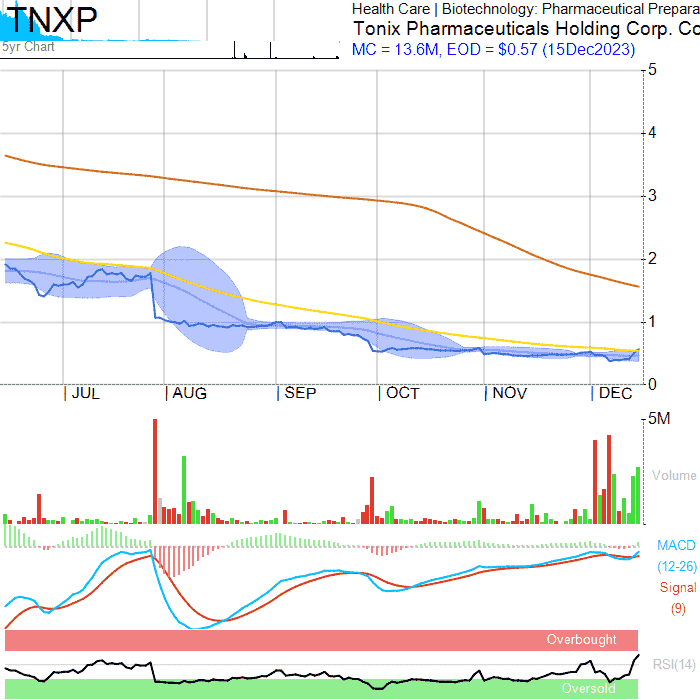 TNXP
Health Care | Biotechnology: Pharmaceutical Prepara
Tonix Pharmaceuticals Holding Corp. Co
5yr Chart
MC = 13.6M, EOD = $0.57 (15Dec2023)
5
4
3
2
1
0
JUL AUG SEP OCT NOV DEC
5M
Volume
MACD
(12-26)
Signal
(9)
Overbought
RSI(14)
Oversold